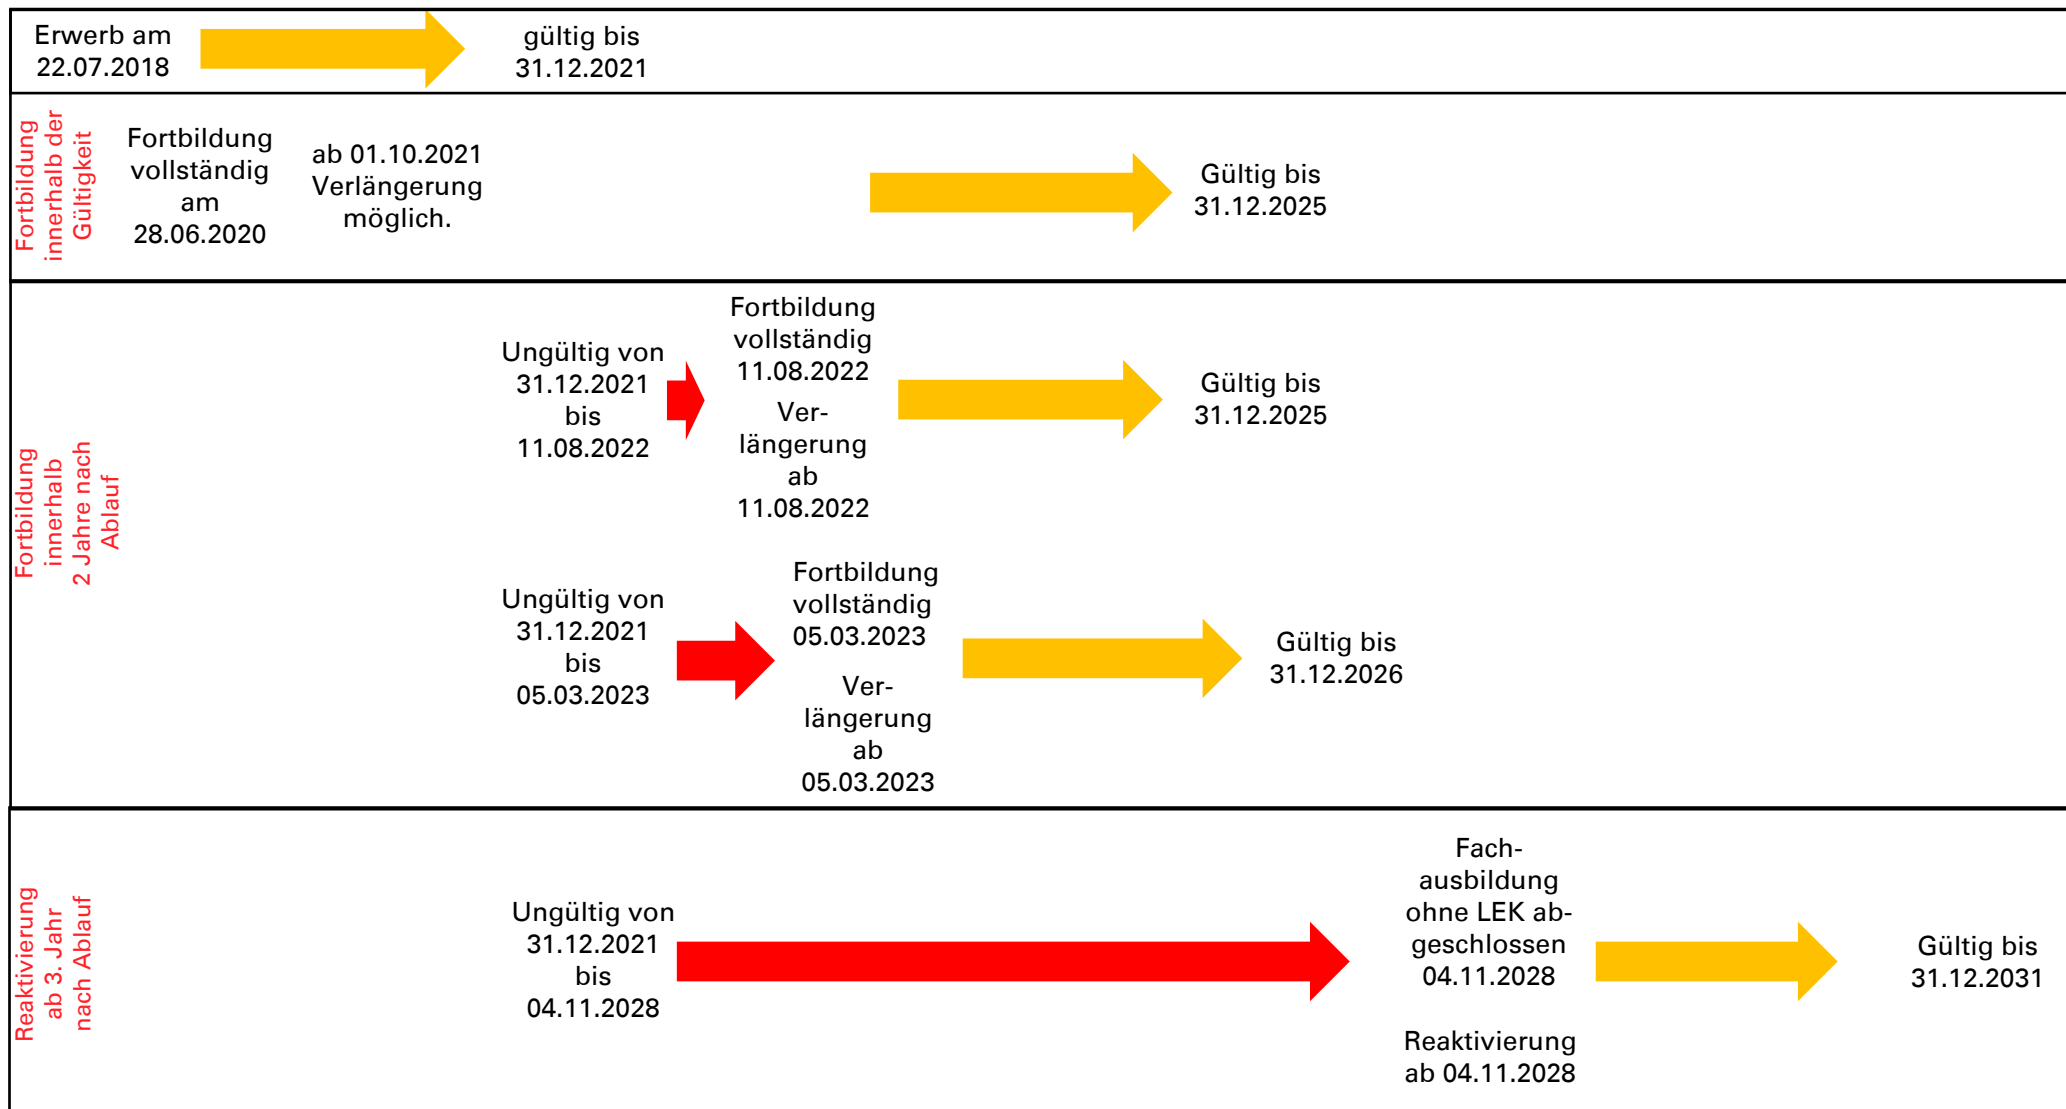 Erwerb am
22.07.2018
gültig bis
31.12.2021
Fortbildung
innerhalb der
Gültigkeit
Fortbildung
vollständig
am
28.06.2020
ab 01.10.2021
Verlängerung
möglich.
Gültig bis
31.12.2025
Fortbildung
innerhalb
2 Jahre nach
Ablauf
Ungültig von
31.12.2021
bis
11.08.2022
Fortbildung
vollständig
11.08.2022
Ver-
längerung
ab
11.08.2022
Gültig bis
31.12.2025
Ungültig von
31.12.2021
bis
05.03.2023
Fortbildung
vollständig
05.03.2023
Ver-
längerung
ab
05.03.2023
Gültig bis
31.12.2026
Reaktivierung
ab 3. Jahr
nach Ablauf
Ungültig von
31.12.2021
bis
04.11.2028
Fach-
ausbildung
ohne LEK ab-
geschlossen
04.11.2028
Reaktivierung
ab 04.11.2028
Gültig bis
31.12.2031